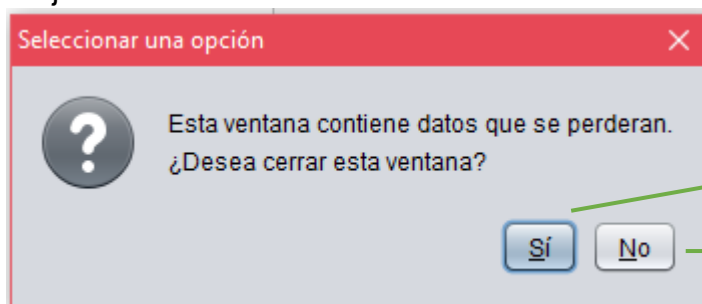 Seleccionar una opción
Esta ventana contiene datos que se perderan.
¿Desea cerrar esta ventana?
Sí No